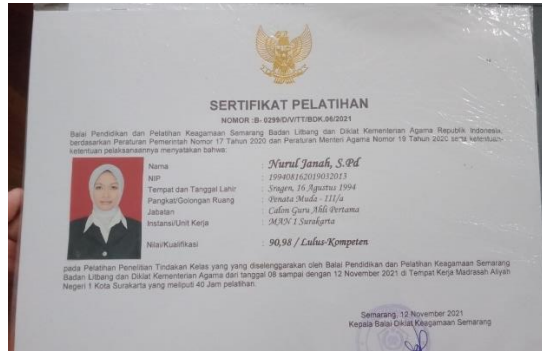 SERTIFIKAT PELATIHAN
NOMOR :B- 0299/D/V/TT/BDK.06/2021
Balai Pendidikan dan Pelatihan Keagamaan Semarang Badan Litbang dan Diklat Kementerian Agama Republik Indonesia,
berdasarkan Peraturan Pemerintah Nomor 17 Tahun 2020 dan Peraturan Menteri Agama Nomor 19 Tahun 2020 serta ketentuan-
ketentuan pelaksanaannya menyatakan bahwa:
Nama : Nurul Janah, S.Pd
NIP : 199408162019032013
Tempat dan Tanggal Lahir : Sragen, 16 Agustus 1994
Pangkat/Golongan Ruang : Penata Muda - III/a
Jabatan : Calon Guru Ahli Pertama
Instansi/Unit Kerja : MAN 1 Surakarta
Nilai/Kualifikasi : 90,98 / Lulus-Kompeten
pada Pelatihan Penelitian Tindakan Kelas yang yang diselenggarakan oleh Balai Pendidikan dan Pelatihan Keagamaan Semarang
Badan Litbang dan Diklat Kementerian Agama dari tanggal 08 sampai dengan 12 November 2021 di Tempat Kerja Madrasah Aliyah
Negeri 1 Kota Surakarta yang meliputi 40 Jam pelatihan.
Semarang, 12 November 2021
Kepala Balai Diklat Keagamaan Semarang